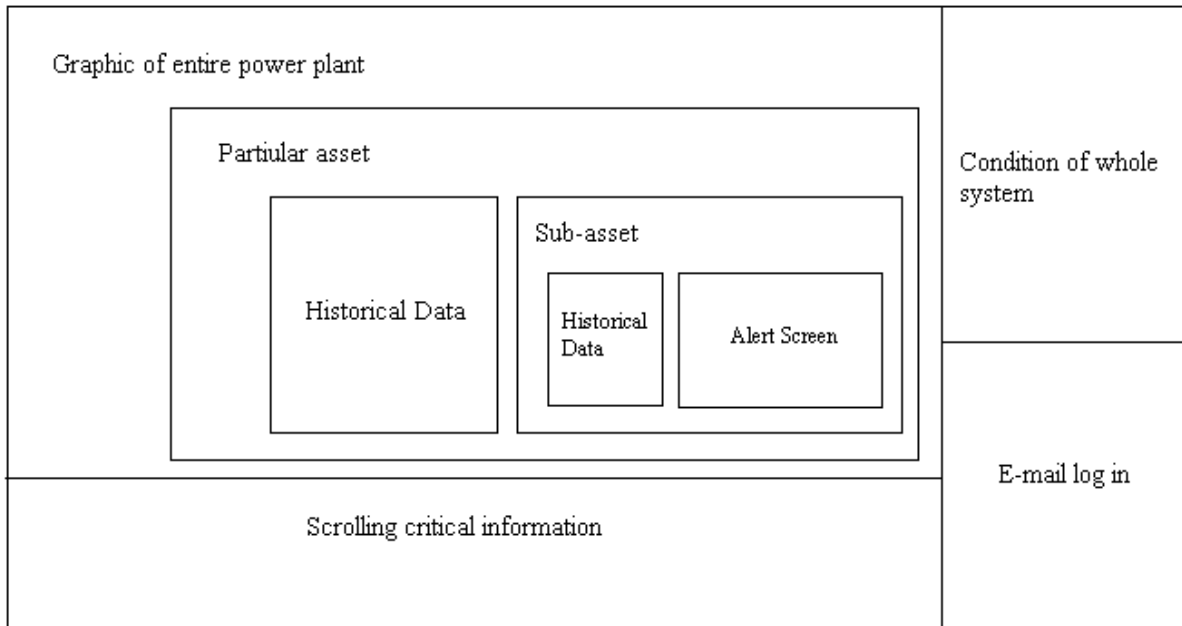 Graphic of entire power plant
Partiular asset
Condition of whole
system
Sub-asset
Historical Data
Historical
Data
Alert Screen
E-mail log in
Scrolling critical information